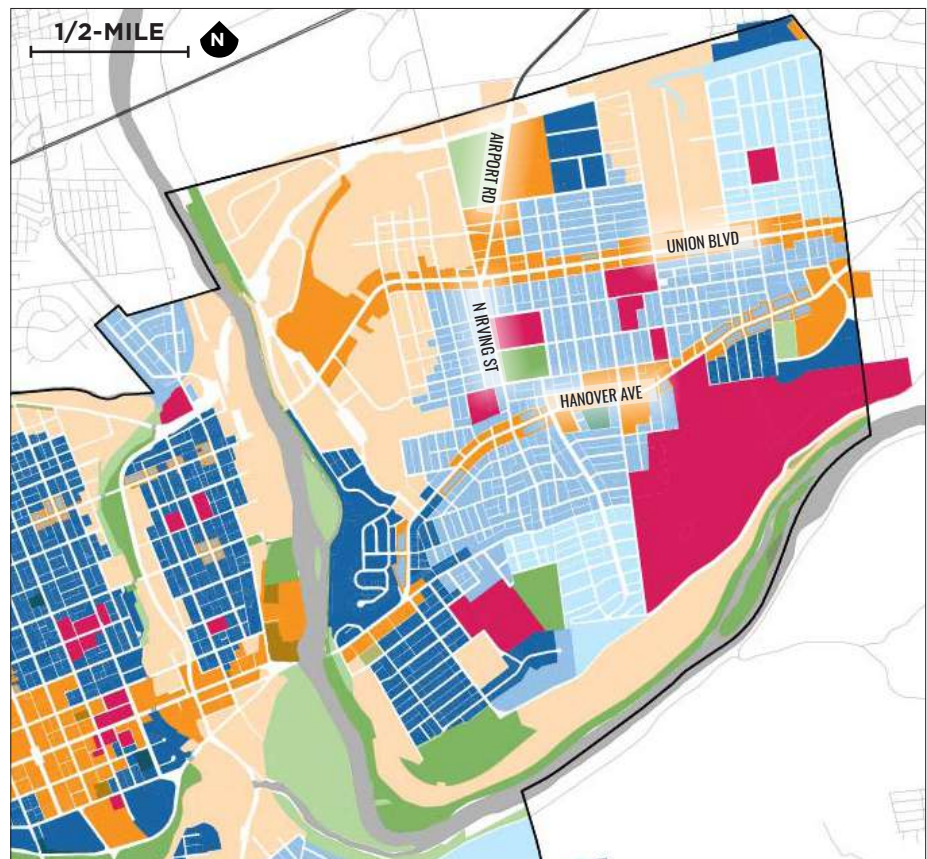 1/2-MILE
N
AIRPORT RD
UNION BLVD
N IRVING ST
HANOVER AVE